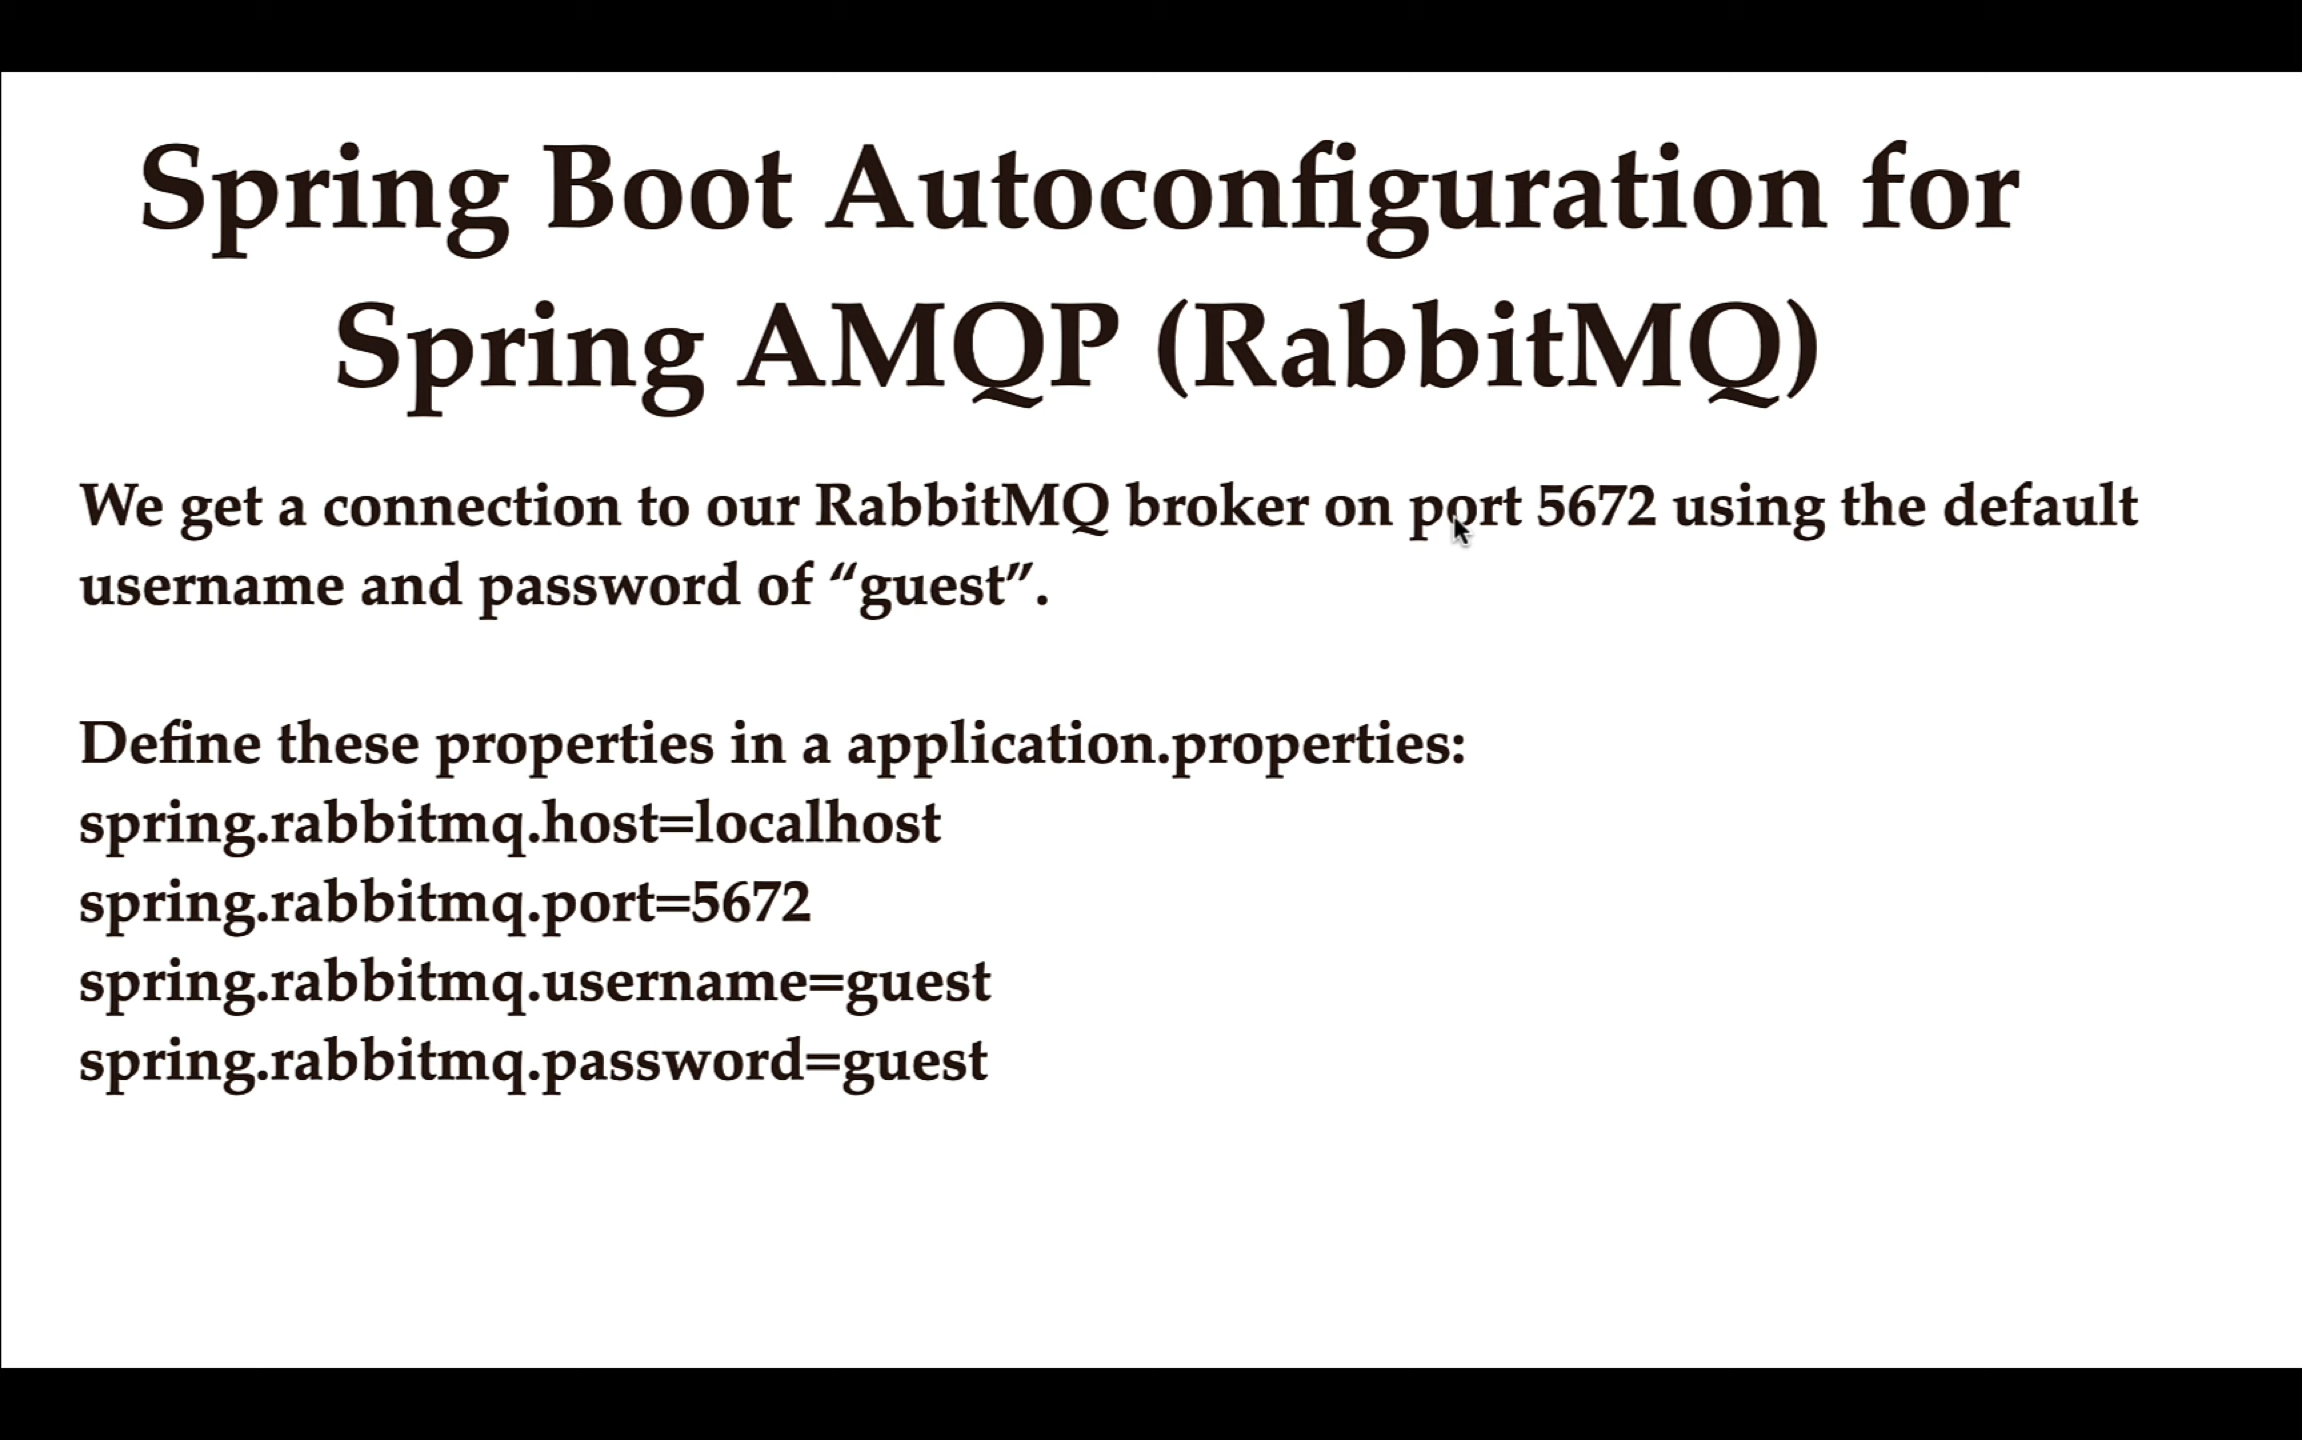 Spring Boot Autoconfiguration for
Spring AMQP (RabbitMQ)
We get a connection to our RabbitMQ broker on port 5672 using the default
username and password of “guest”.
Define these properties in a application.properties:
spring.rabbitmq.host=localhost
spring.rabbitmq.port=5672
spring.rabbitmq.username=guest
spring.rabbitmq.password=guest